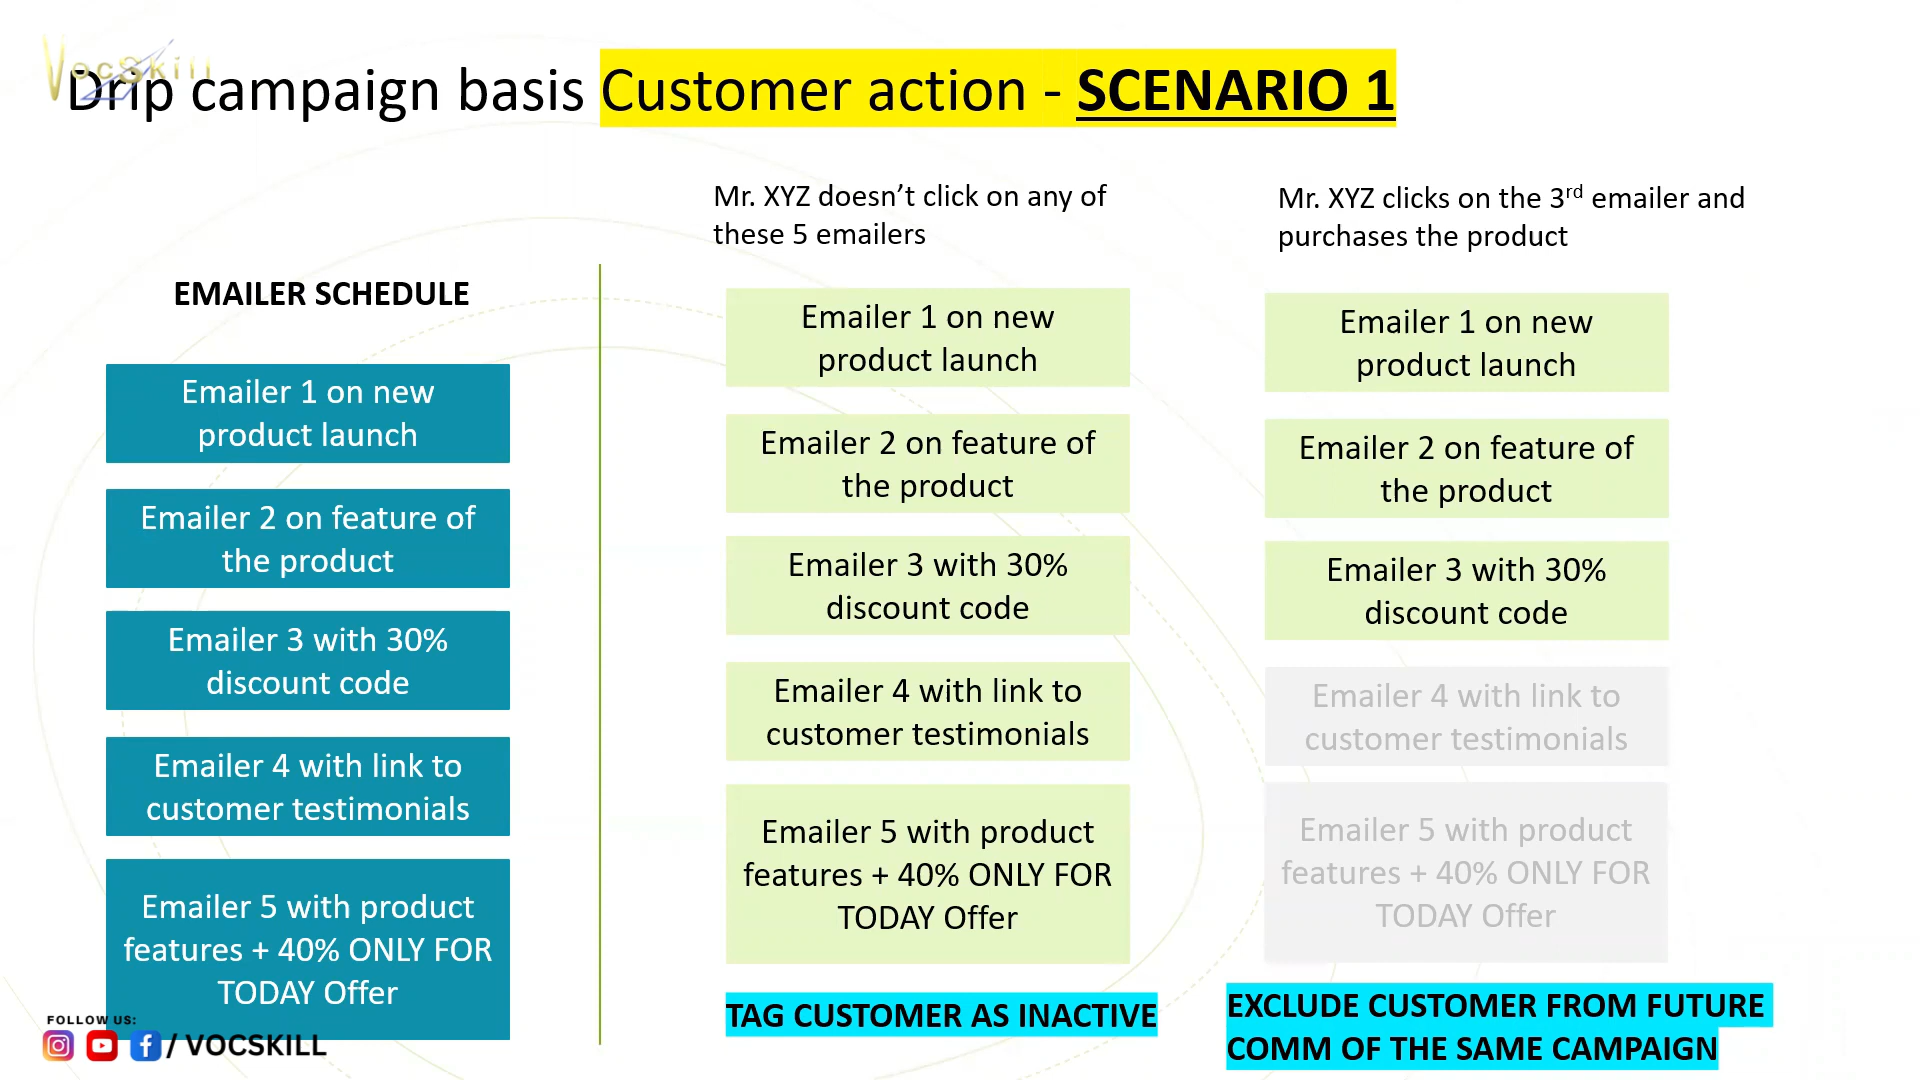 VocSkill
Drip campaign basis Customer action - SCENARIO 1
EMAILER SCHEDULE
Emailer 1 on new
product launch
Emailer 2 on feature of
the product
Emailer 3 with 30%
discount code
Emailer 4 with link to
customer testimonials
Emailer 5 with product
features + 40% ONLY FOR
TODAY Offer
Mr. XYZ doesn’t click on any of
these 5 emailers
Emailer 1 on new
product launch
Emailer 2 on feature of
the product
Emailer 3 with 30%
discount code
Emailer 4 with link to
customer testimonials
Emailer 5 with product
features + 40% ONLY FOR
TODAY Offer
TAG CUSTOMER AS INACTIVE
Mr. XYZ clicks on the 3rd emailer and
purchases the product
Emailer 1 on new
product launch
Emailer 2 on feature of
the product
Emailer 3 with 30%
discount code
Emailer 4 with link to
customer testimonials
Emailer 5 with product
features + 40% ONLY FOR
TODAY Offer
EXCLUDE CUSTOMER FROM FUTURE
COMM OF THE SAME CAMPAIGN
FOLLOW US:
/ VOCSKILL